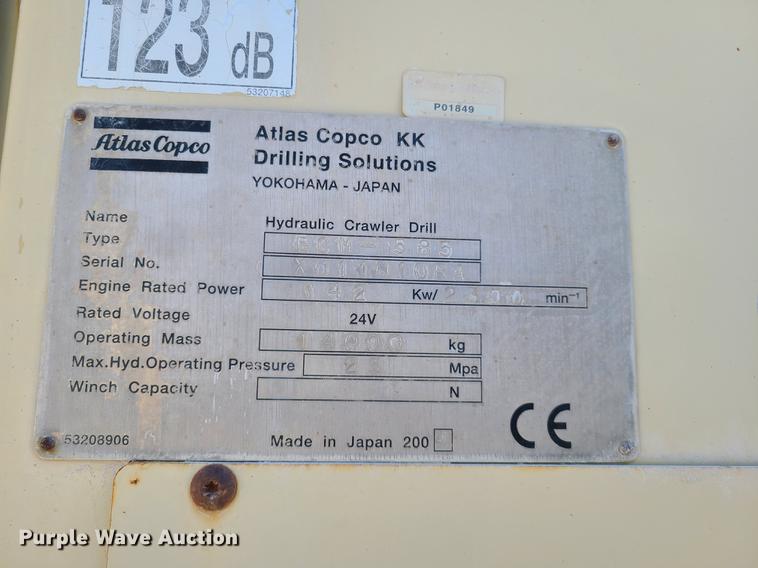 123 dB
53207148
P01849
Atlas Copco
Atlas Copco KK
Drilling Solutions
YOKOHAMA - JAPAN
Name Hydraulic Crawler Drill
Type
Serial No.
Engine Rated Power Kw/ min⁻¹
Rated Voltage 24V
Operating Mass kg
Max.Hyd.Operating Pressure Mpa
Winch Capacity N
53208906
Made in Japan 200
CE
Purple Wave Auction